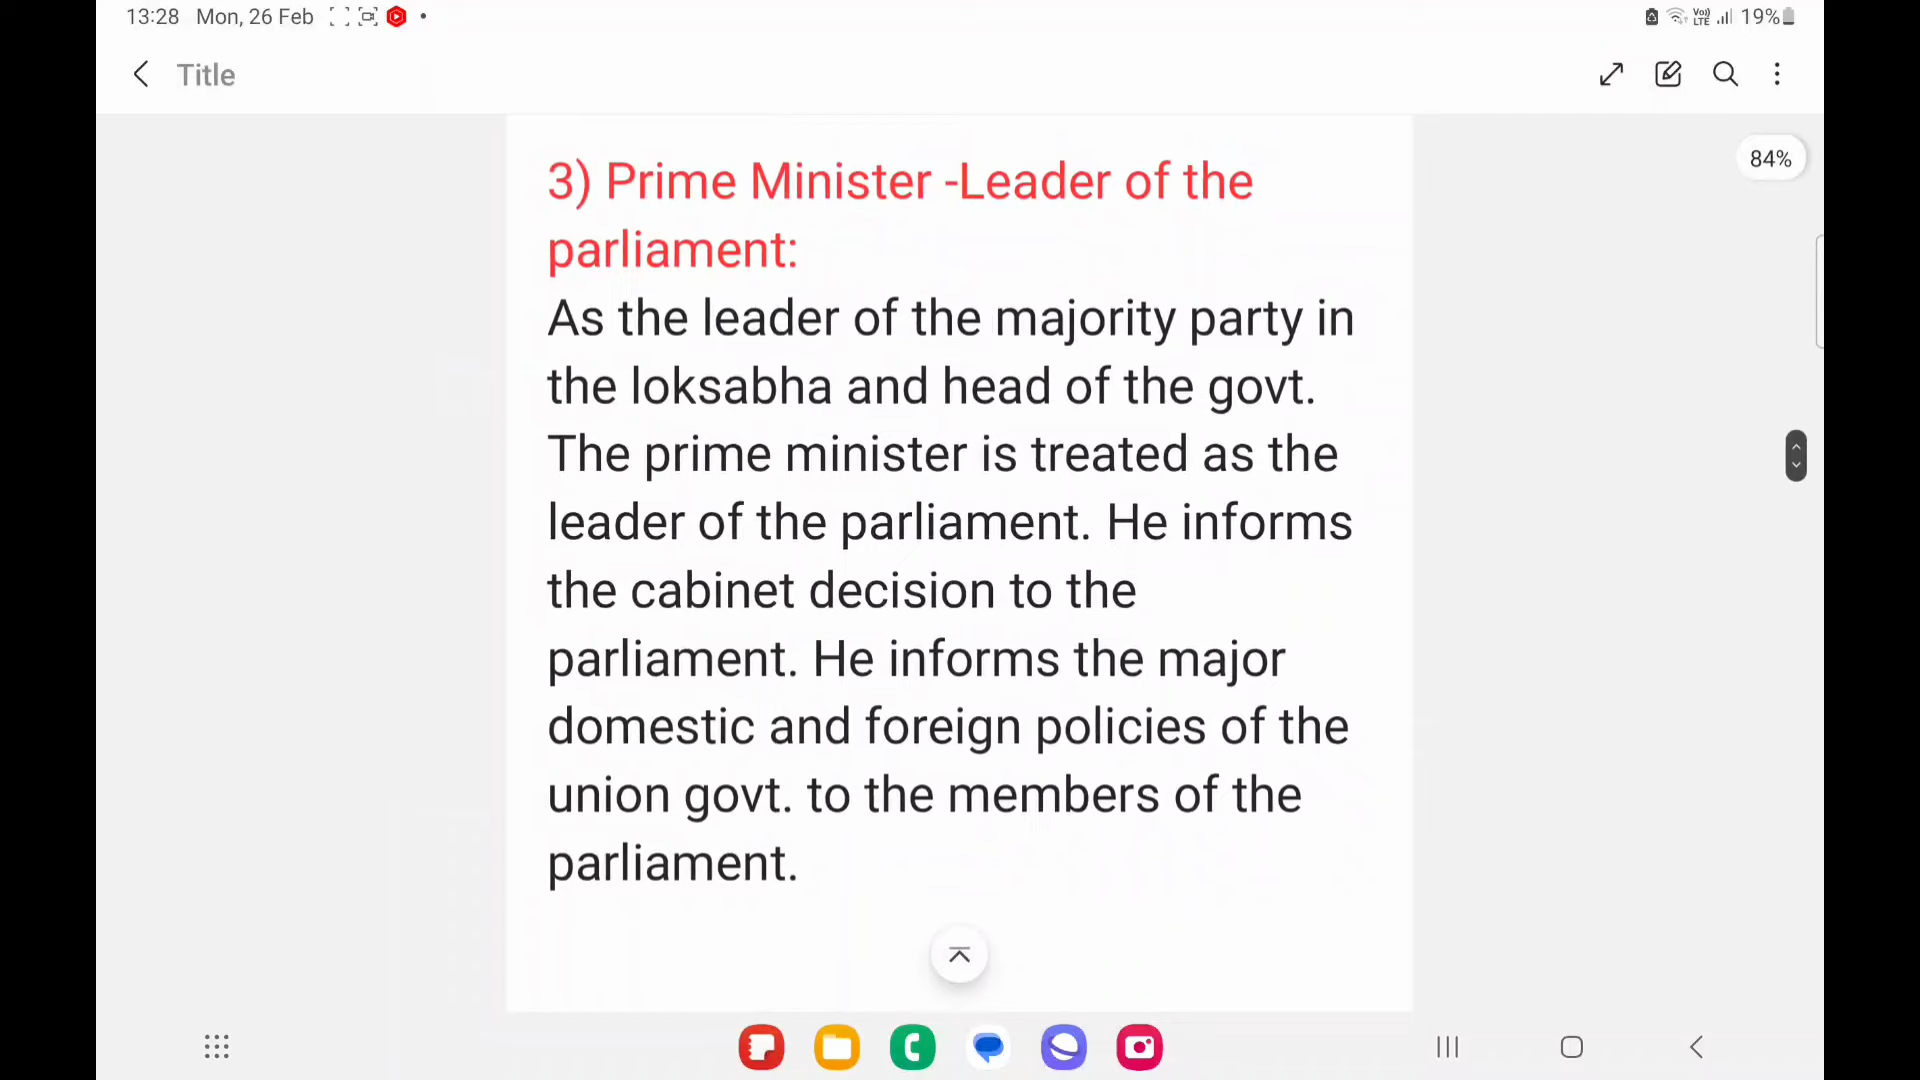 13:28 Mon, 26 Feb
Vo)) LTE 19%
Title
84%
3) Prime Minister -Leader of the
parliament:
As the leader of the majority party in
the loksabha and head of the govt.
The prime minister is treated as the
leader of the parliament. He informs
the cabinet decision to the
parliament. He informs the major
domestic and foreign policies of the
union govt. to the members of the
parliament.